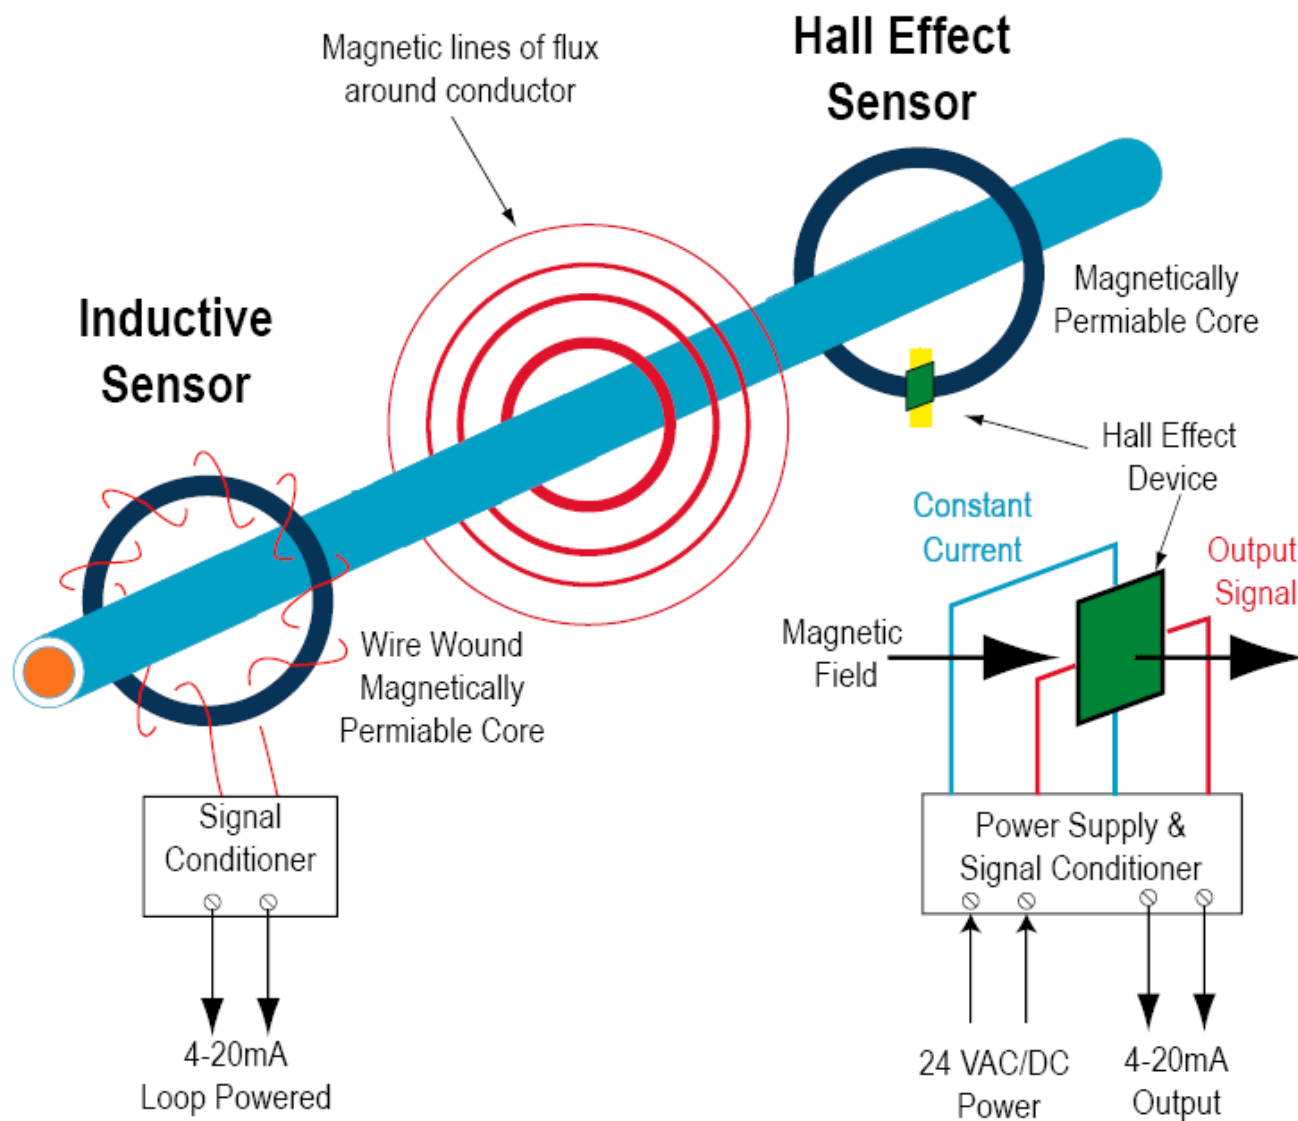 Magnetic lines of flux
around conductor
Hall Effect
Sensor
Inductive
Sensor
Magnetically
Permiable Core
Hall Effect
Device
Constant
Current
Output
Signal
Magnetic
Field
Wire Wound
Magnetically
Permiable Core
Signal
Conditioner
Power Supply &
Signal Conditioner
4-20mA
Loop Powered
24 VAC/DC
Power
4-20mA
Output